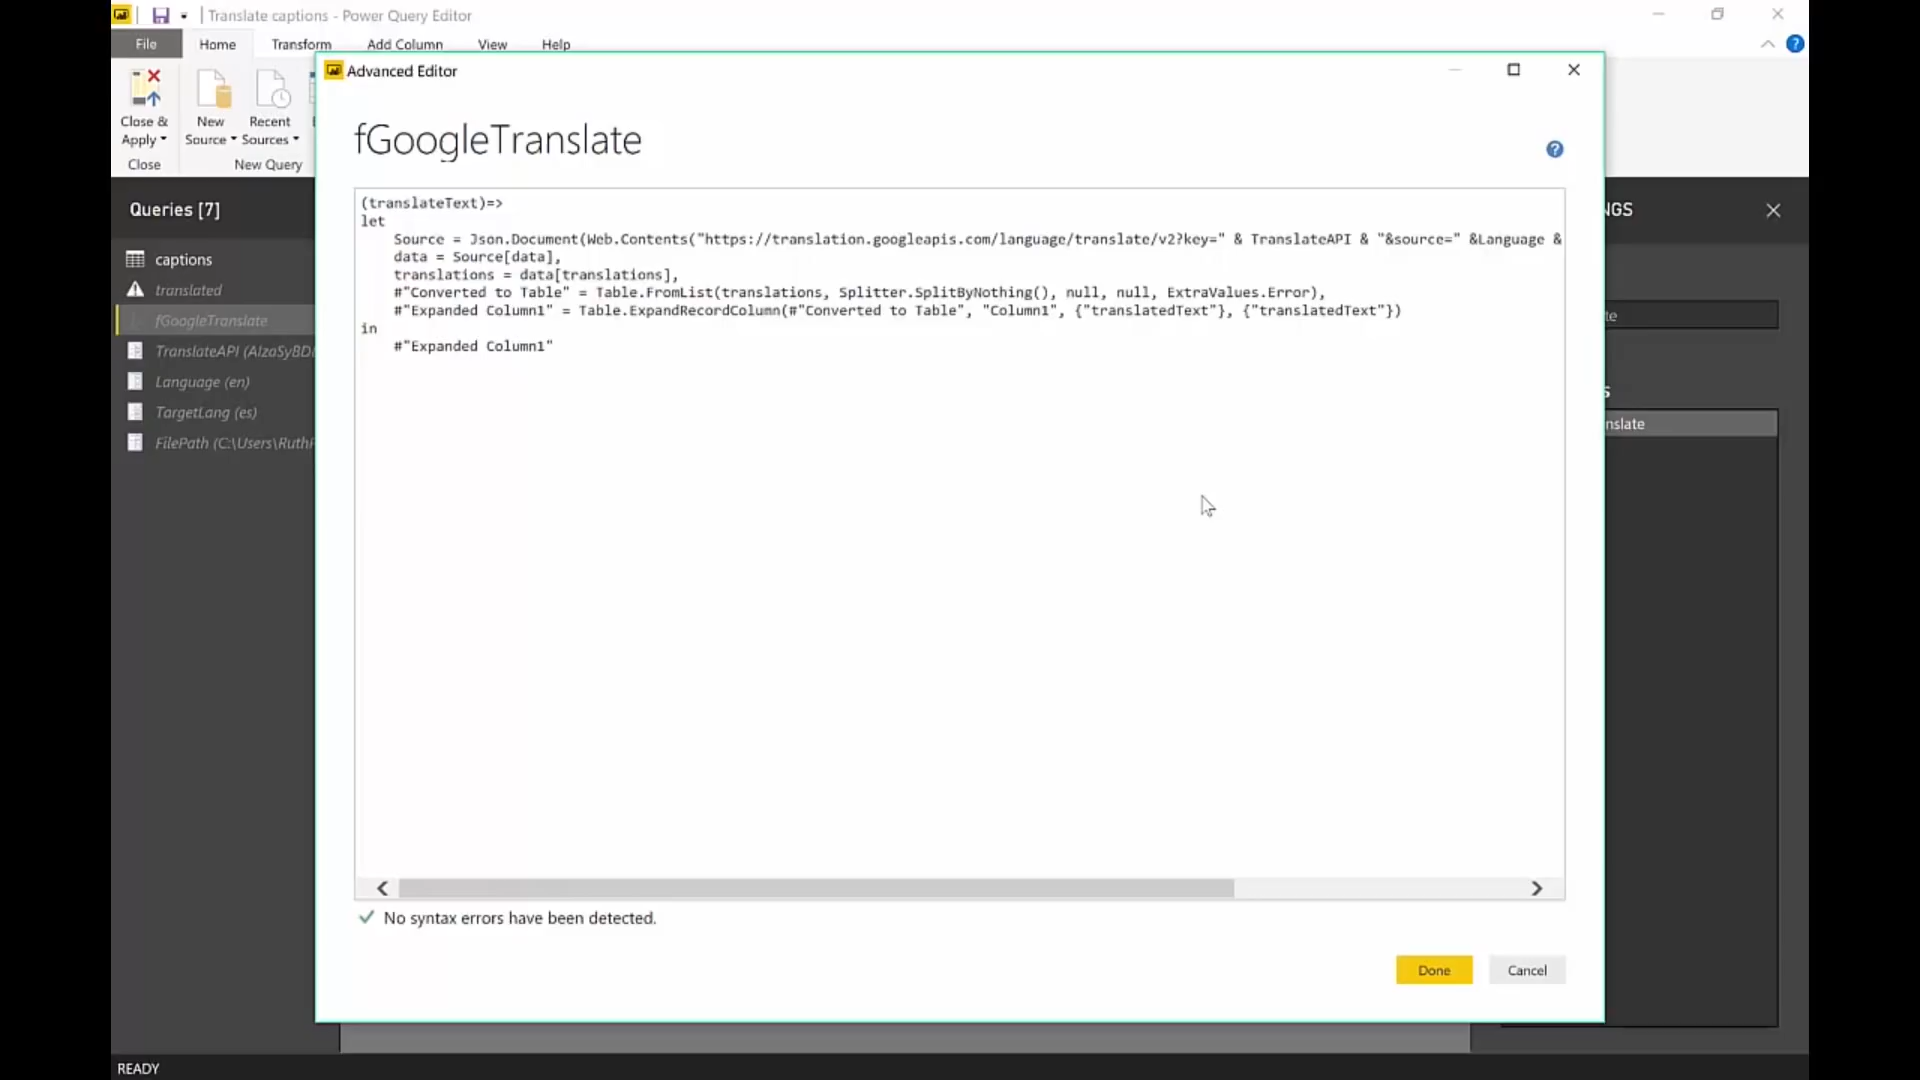 Translate captions - Power Query Editor
File Home Transform Add Column View Help
Close & Apply
New Source
Recent Sources
Close
New Query
Advanced Editor
fGoogleTranslate
(translateText)=>
let
Source = Json.Document(Web.Contents("https://translation.googleapis.com/language/translate/v2?key=" & TranslateAPI & "&source=" &Language &
data = Source[data],
translations = data[translations],
#"Converted to Table" = Table.FromList(translations, Splitter.SplitByNothing(), null, null, ExtraValues.Error),
#"Expanded Column1" = Table.ExpandRecordColumn(#"Converted to Table", "Column1", {"translatedText"}, {"translatedText"})
in
#"Expanded Column1"
No syntax errors have been detected.
Done Cancel
Queries [7]
captions
translated
fGoogleTranslate
TranslateAPI (AIzaSyBD
Language (en)
TargetLang (es)
FilePath (C:\Users\Ruth
NGS
te
S
nslate
READY